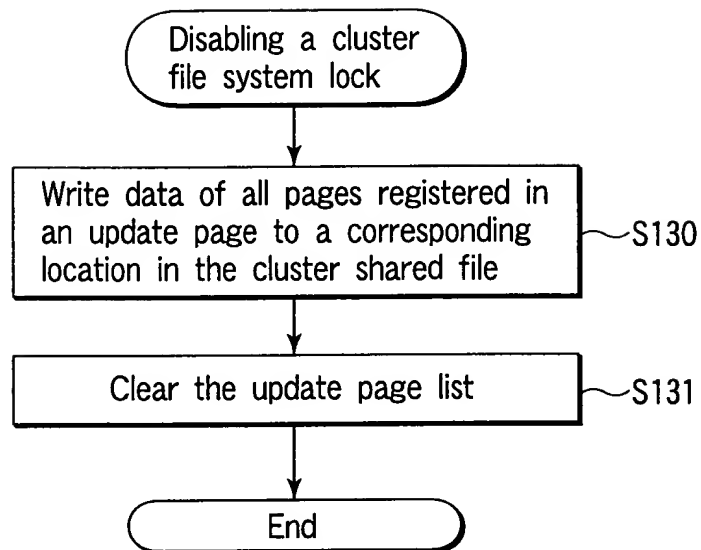 Disabling a cluster
file system lock
Write data of all pages registered in
an update page to a corresponding
location in the cluster shared file
S130
Clear the update page list
S131
End